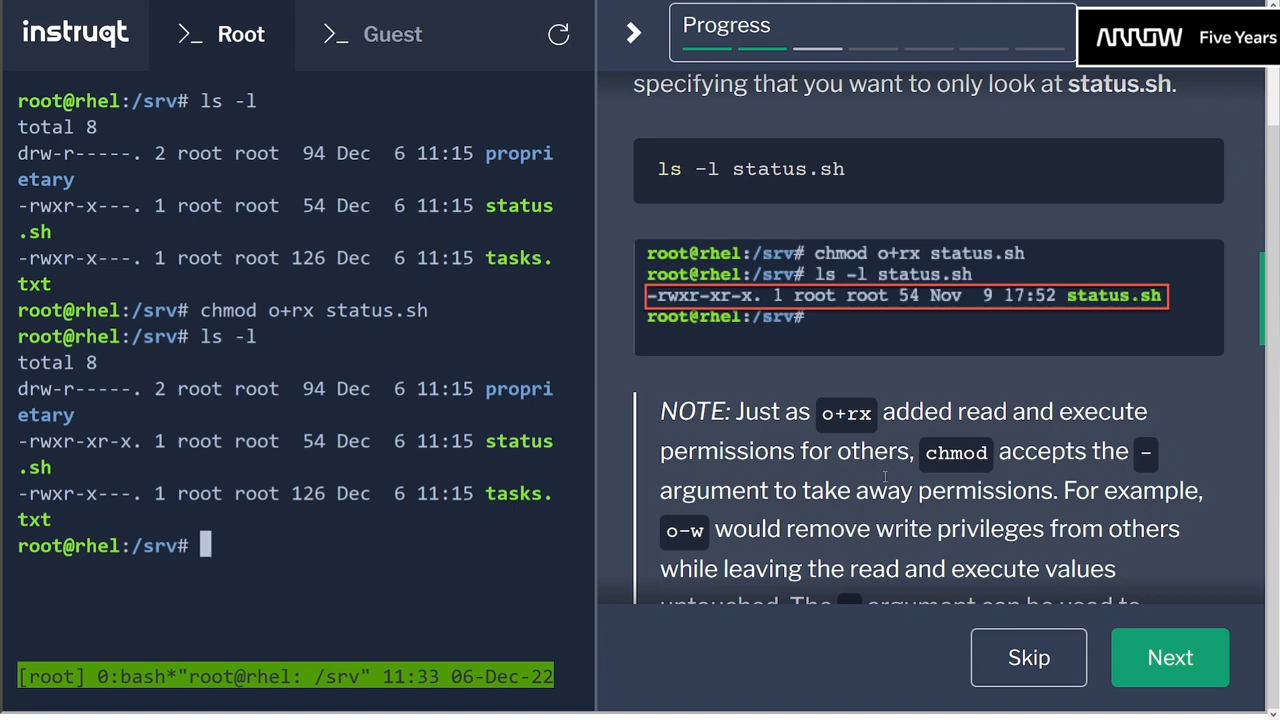 instruqt
>_ Root
>_ Guest
root@rhel:/srv# ls -l
total 8
drw-r-----. 2 root root  94 Dec  6 11:15 propri
etary
-rwxr-x---. 1 root root  54 Dec  6 11:15 status
.sh
-rwxr-x---. 1 root root 126 Dec  6 11:15 tasks.
txt
root@rhel:/srv# chmod o+rx status.sh
root@rhel:/srv# ls -l
total 8
drw-r-----. 2 root root  94 Dec  6 11:15 propri
etary
-rwxr-xr-x. 1 root root  54 Dec  6 11:15 status
.sh
-rwxr-x---. 1 root root 126 Dec  6 11:15 tasks.
txt
root@rhel:/srv#
[root] 0:bash*"root@rhel: /srv" 11:33 06-Dec-22
Progress
ARROW Five Years
specifying that you want to only look at status.sh.
ls -l status.sh
root@rhel:/srv# chmod o+rx status.sh
root@rhel:/srv# ls -l status.sh
-rwxr-xr-x. 1 root root 54 Nov  9 17:52 status.sh
root@rhel:/srv#
NOTE: Just as o+rx added read and execute
permissions for others, chmod accepts the -
argument to take away permissions. For example,
o-w would remove write privileges from others
while leaving the read and execute values
untouched. The argument can be used to
Skip
Next